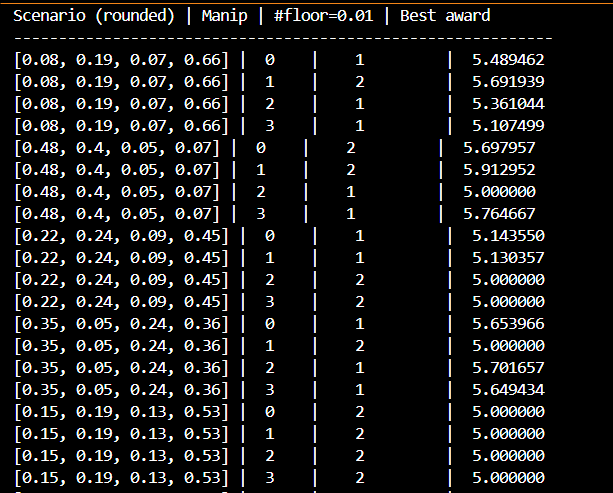 Scenario (rounded) | Manip | #floor=0.01 | Best award
------------------------------------------------------------
[0.08, 0.19, 0.07, 0.66] | 0 | 1 | 5.489462
[0.08, 0.19, 0.07, 0.66] | 1 | 2 | 5.691939
[0.08, 0.19, 0.07, 0.66] | 2 | 1 | 5.361044
[0.08, 0.19, 0.07, 0.66] | 3 | 1 | 5.107499
[0.48, 0.4, 0.05, 0.07] | 0 | 2 | 5.697957
[0.48, 0.4, 0.05, 0.07] | 1 | 2 | 5.912952
[0.48, 0.4, 0.05, 0.07] | 2 | 1 | 5.000000
[0.48, 0.4, 0.05, 0.07] | 3 | 1 | 5.764667
[0.22, 0.24, 0.09, 0.45] | 0 | 1 | 5.143550
[0.22, 0.24, 0.09, 0.45] | 1 | 1 | 5.130357
[0.22, 0.24, 0.09, 0.45] | 2 | 2 | 5.000000
[0.22, 0.24, 0.09, 0.45] | 3 | 2 | 5.000000
[0.35, 0.05, 0.24, 0.36] | 0 | 1 | 5.653966
[0.35, 0.05, 0.24, 0.36] | 1 | 2 | 5.000000
[0.35, 0.05, 0.24, 0.36] | 2 | 1 | 5.701657
[0.35, 0.05, 0.24, 0.36] | 3 | 1 | 5.649434
[0.15, 0.19, 0.13, 0.53] | 0 | 2 | 5.000000
[0.15, 0.19, 0.13, 0.53] | 1 | 2 | 5.000000
[0.15, 0.19, 0.13, 0.53] | 2 | 2 | 5.000000
[0.15, 0.19, 0.13, 0.53] | 3 | 2 | 5.000000